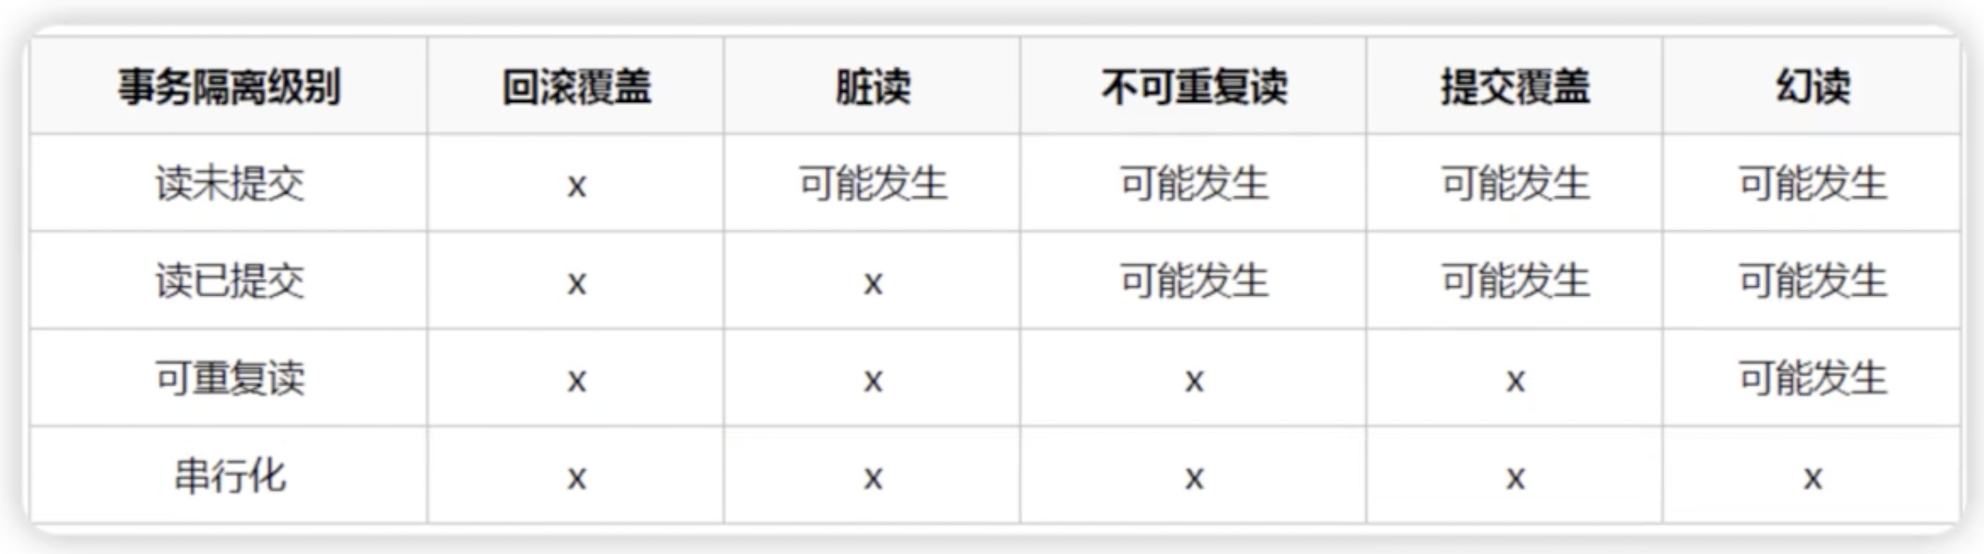 事务隔离级别 回滚覆盖 脏读 不可重复读 提交覆盖 幻读
读未提交 x 可能发生 可能发生 可能发生 可能发生
读已提交 x x 可能发生 可能发生 可能发生
可重复读 x x x x 可能发生
串行化 x x x x x